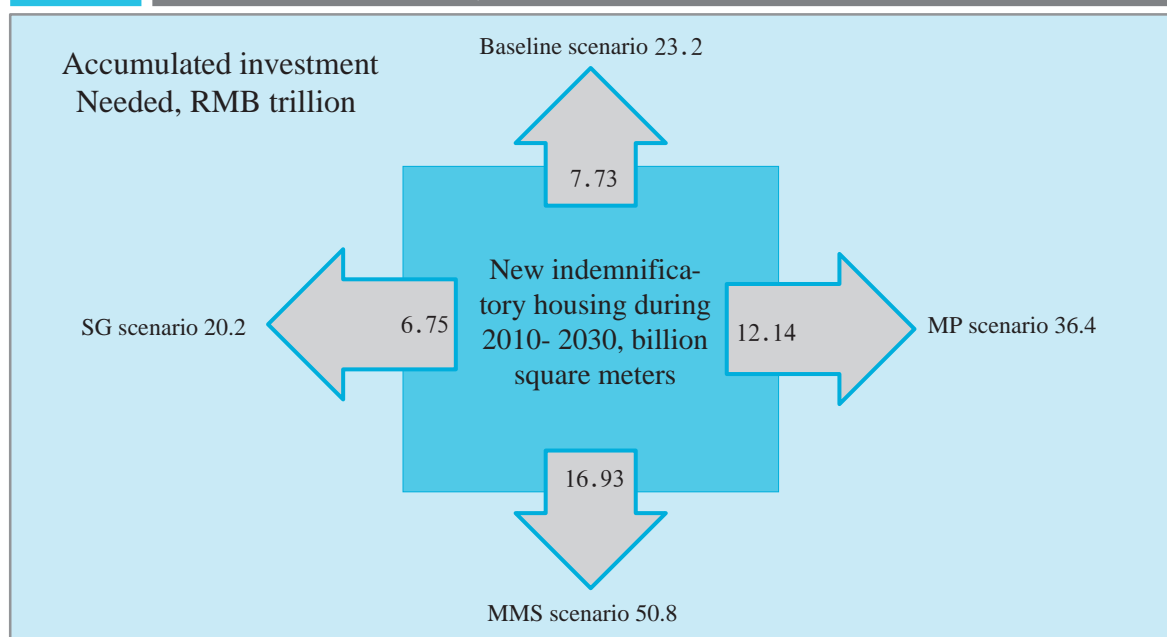 Baseline scenario 23.2
Accumulated investment
Needed, RMB trillion
7.73
New indemnifica-
tory housing during
2010- 2030, billion
square meters
SG scenario 20.2
6.75
12.14
MP scenario 36.4
16.93
MMS scenario 50.8